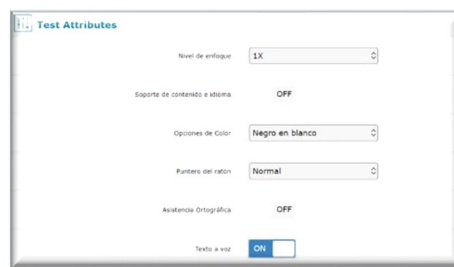 Test Attributes
Nivel de enfoque 1X
Soporte de contenido e idioma OFF
Opciones de Color Negro en blanco
Puntero del ratón Normal
Asistencia Ortográfica OFF
Texto a voz ON